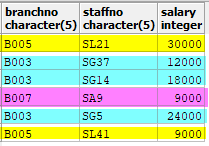 branchno staffno salary
character(5) character(5) integer
B005 SL21 30000
B003 SG37 12000
B003 SG14 18000
B007 SA9 9000
B003 SG5 24000
B005 SL41 9000